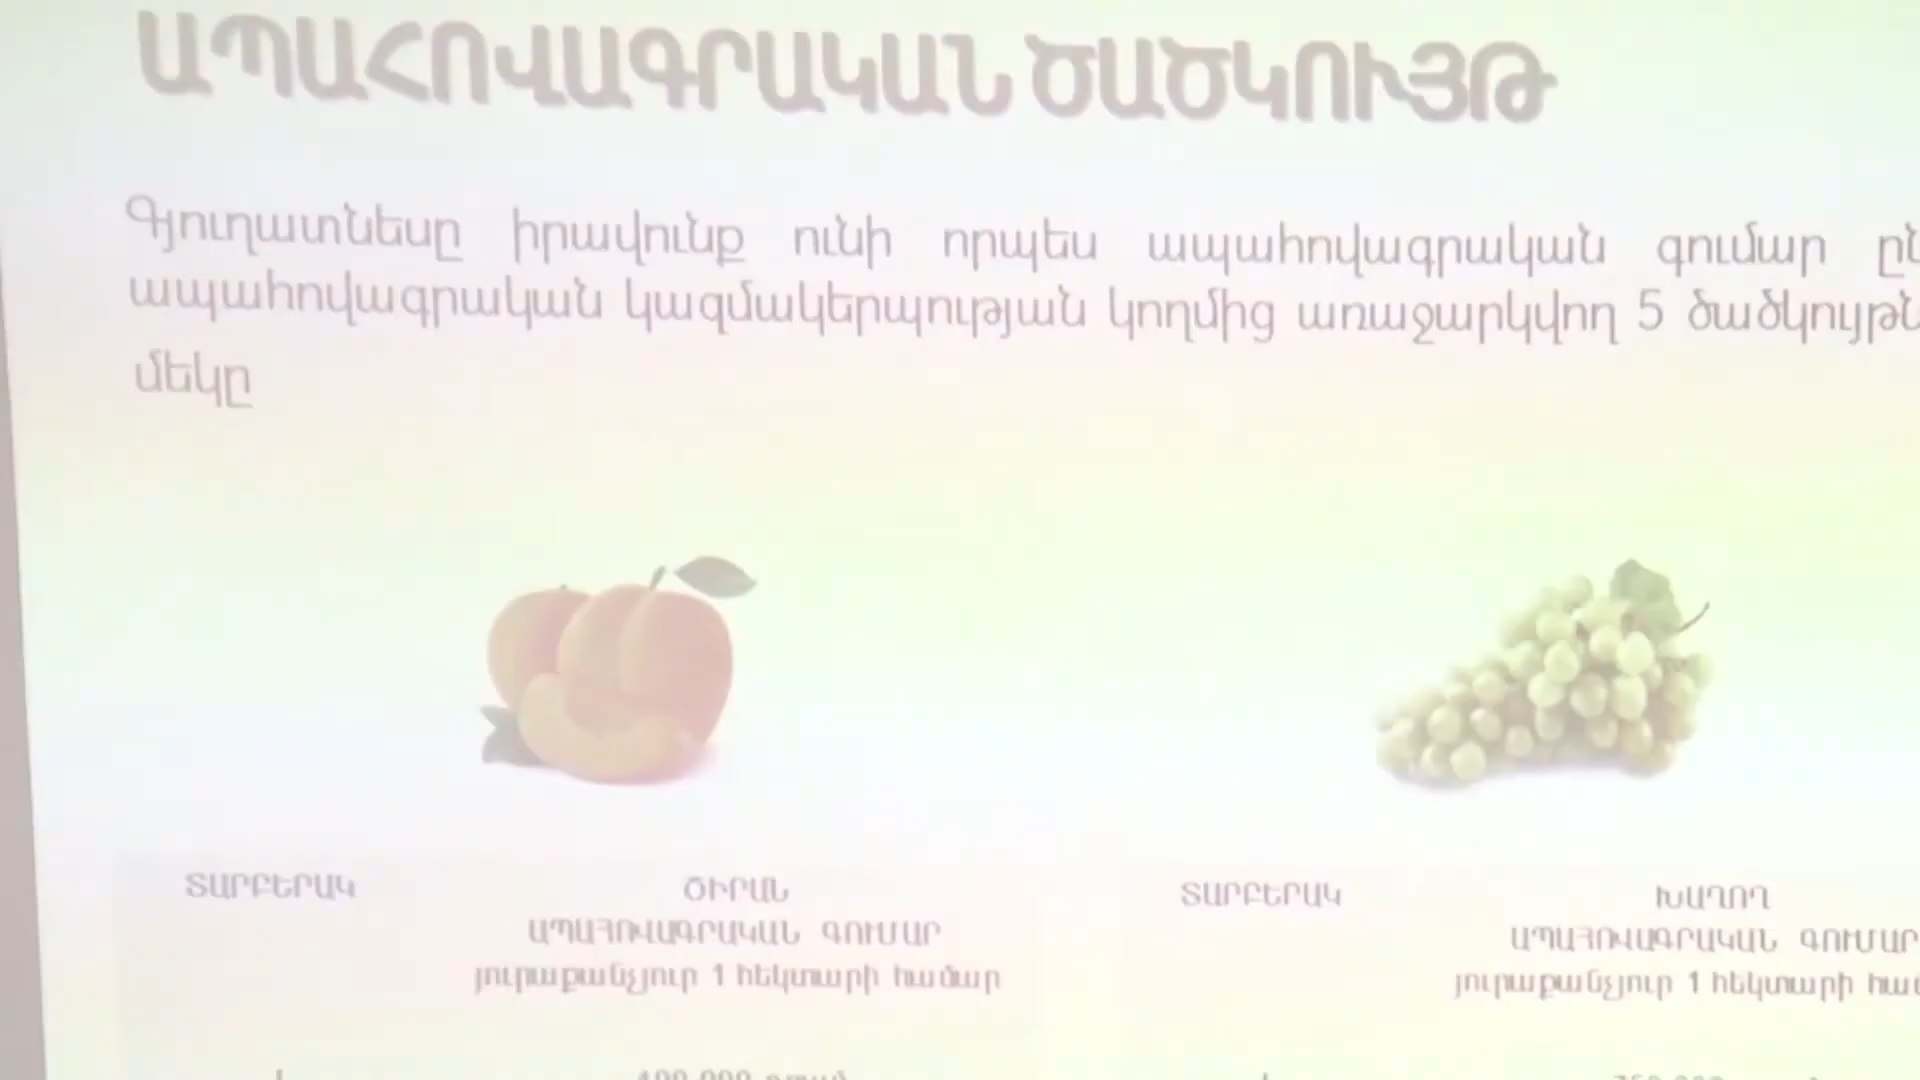 ԱՊԱՀՈՎԱԳՐԱԿԱՆ ԾԱԾԿՈՒՅԹ
Գյուղատնեսը իրավունք ունի որպես ապահովագրական գումար
ապահովագրական կազմակերպության կողմից առաջարկվող 5
մեկը
ՏԱՐԲԵՐԱԿ ԾԻՐԱՆ ՏԱՐԲԵՐԱԿ ԽԱՂՈՂ
ԱՊԱՀՈՎԱԳՐԱԿԱՆ ԳՈՒՄԱՐ ԱՊԱՀՈՎԱԳՐԱԿԱՆ ԳՈՒՄԱՐ
յուրաքանչյուր 1 հեկտարի համար յուրաքանչյուր 1 հեկտարի